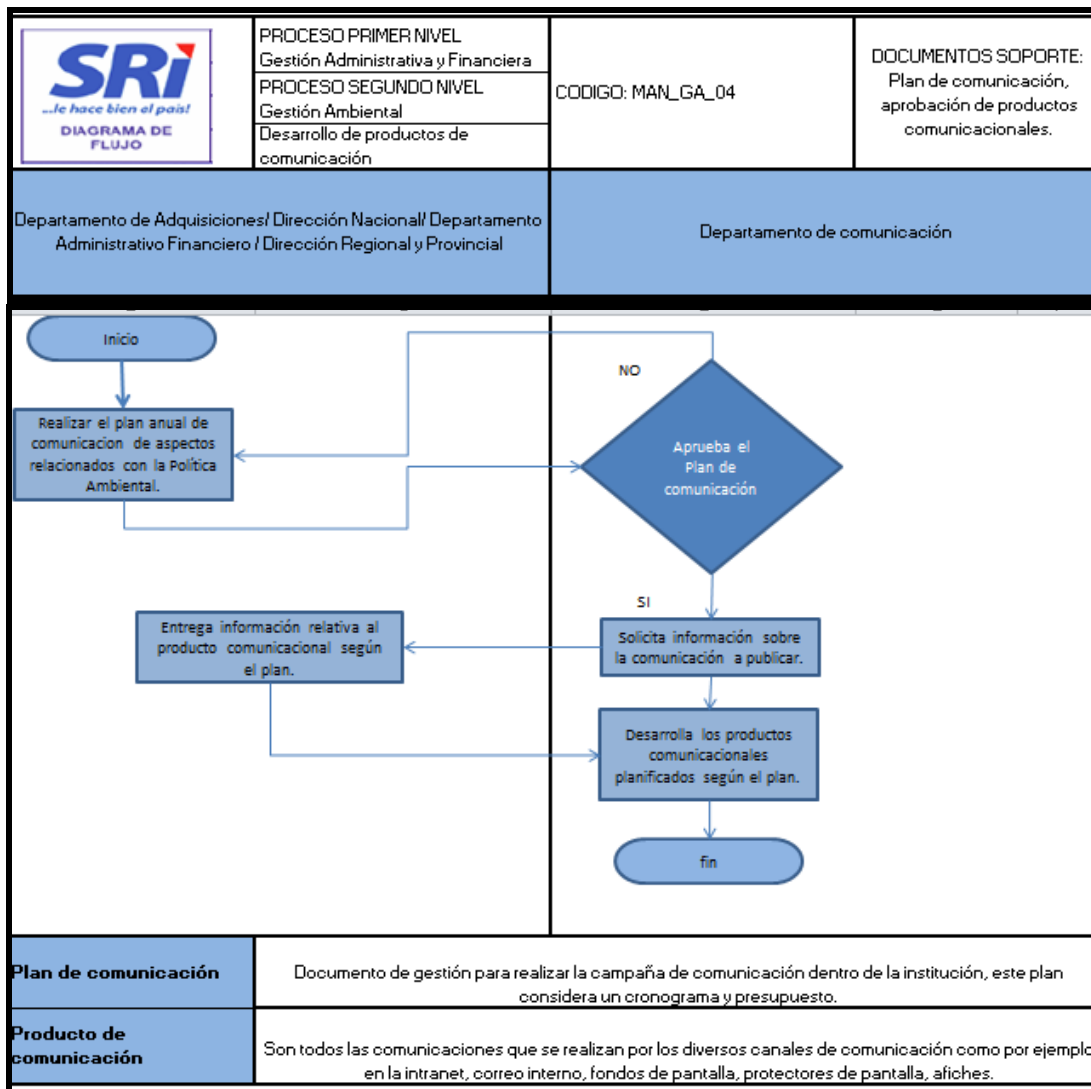 SRi
...le hace bien al país!
DIAGRAMA DE
FLUJO
PROCESO PRIMER NIVEL
Gestión Administrativa y Financiera
PROCESO SEGUNDO NIVEL
Gestión Ambiental
Desarrollo de productos de
comunicación
CODIGO: MAN_GA_04
DOCUMENTOS SOPORTE:
Plan de comunicación,
aprobación de productos
comunicacionales.
Departamento de Adquisiciones/ Dirección Nacional/ Departamento
Administrativo Financiero / Dirección Regional y Provincial
Departamento de comunicación
Inicio
Realizar el plan anual de
comunicacion de aspectos
relacionados con la Política
Ambiental.
NO
Aprueba el
Plan de
comunicación
SI
Solicita información sobre
la comunicación a publicar.
Entrega información relativa al
producto comunicacional según
el plan.
Desarrolla los productos
comunicacionales
planificados según el plan.
fin
Plan de comunicación
Documento de gestión para realizar la campaña de comunicación dentro de la institución, este plan
considera un cronograma y presupuesto.
Producto de
comunicación
Son todos las comunicaciones que se realizan por los diversos canales de comunicación como por ejemplo
en la intranet, correo interno, fondos de pantalla, protectores de pantalla, afiches.